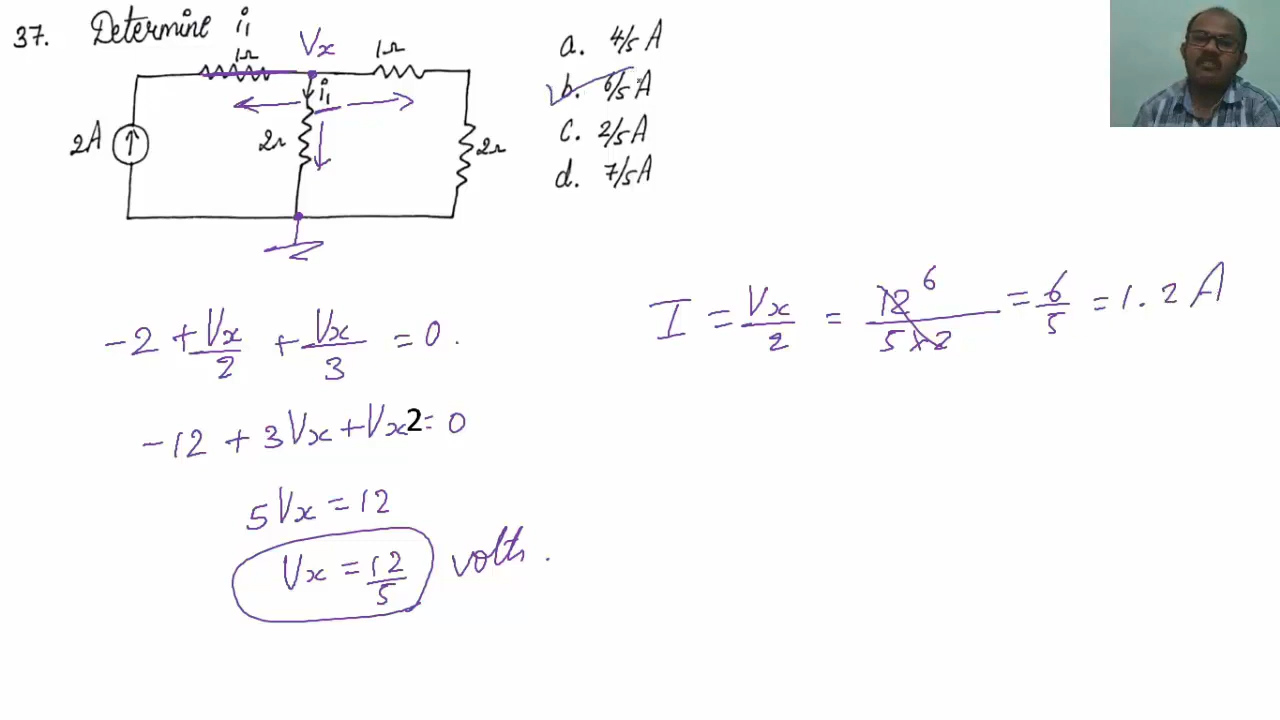 37. Determine i₁
a. 4/5 A
b. 6/5 A
c. 2/5 A
d. 7/5 A
Vx
1Ω
1Ω
i₁
2A
2Ω
2Ω
-2 + Vx/2 + Vx/3 = 0.
-12 + 3Vx + Vx2 = 0
5Vx = 12
Vx = 12/5 volts.
I = Vx/2 = 12 6/5×2 = 6/5 = 1.2 A